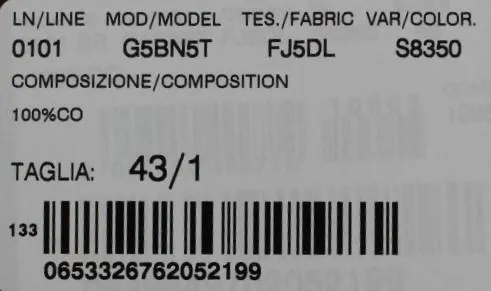 LN/LINE MOD/MODEL TES./FABRIC VAR/COLOR.
0101 G5BN5T FJ5DL S8350
COMPOSIZIONE/COMPOSITION
100%CO
TAGLIA: 43/1
133
0653326762052199